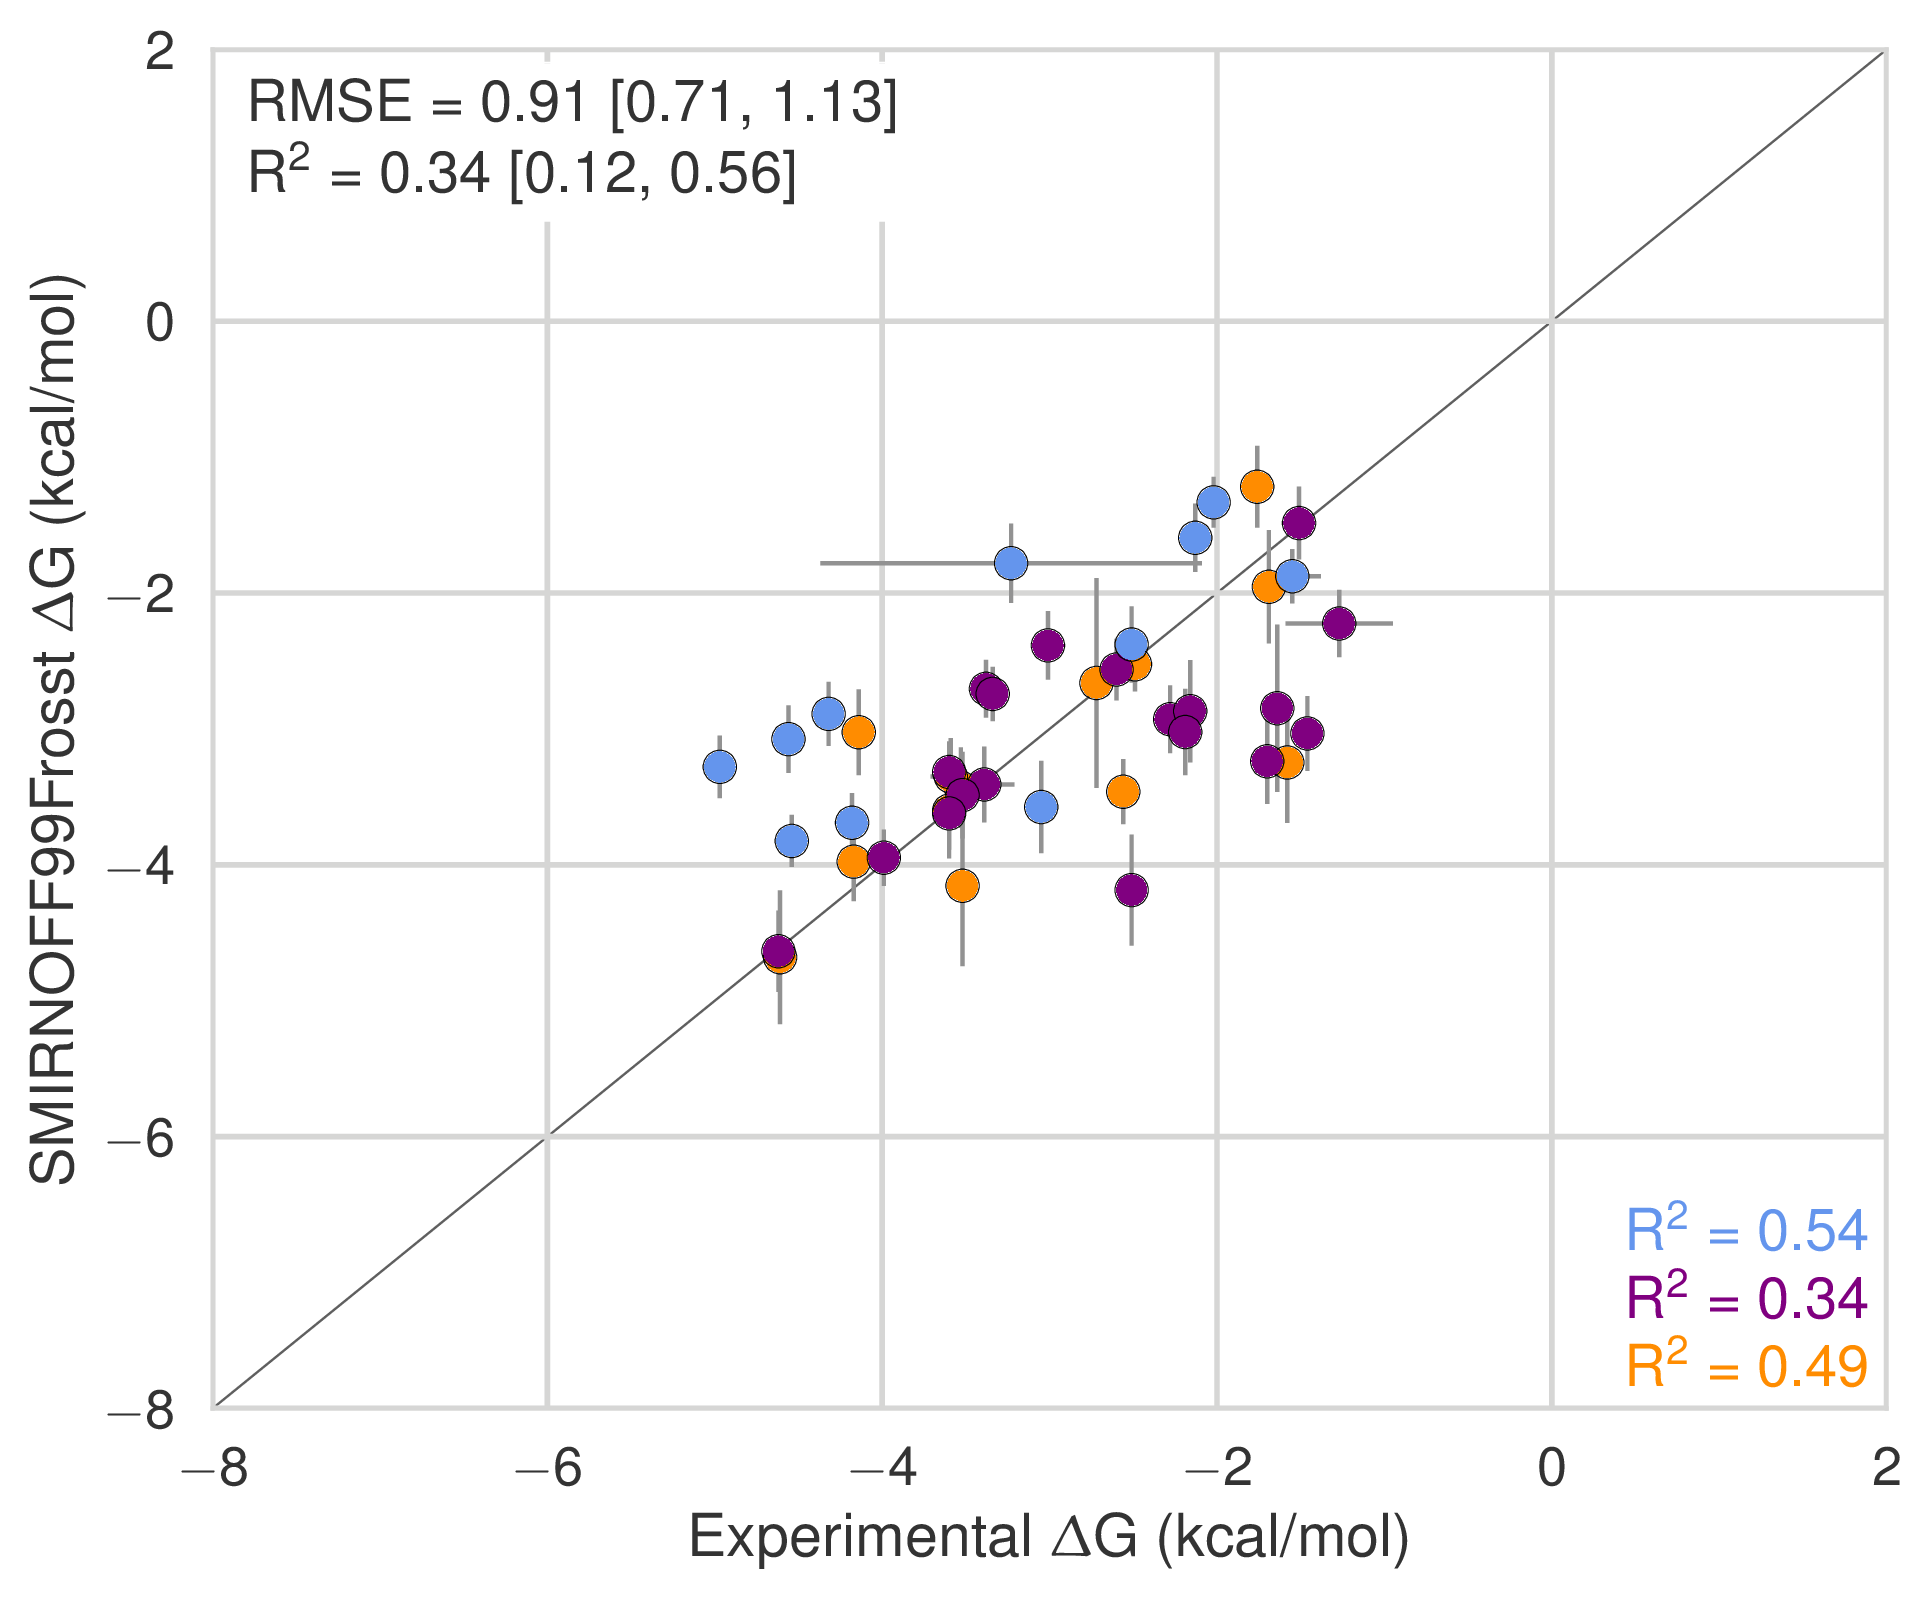 RMSE = 0.91 [0.71, 1.13]
R² = 0.34 [0.12, 0.56]
2
0
−2
−4
−6
−8
SMIRNOFF99Frosst ΔG (kcal/mol)
R² = 0.54
R² = 0.34
R² = 0.49
−8 −6 −4 −2 0 2
Experimental ΔG (kcal/mol)